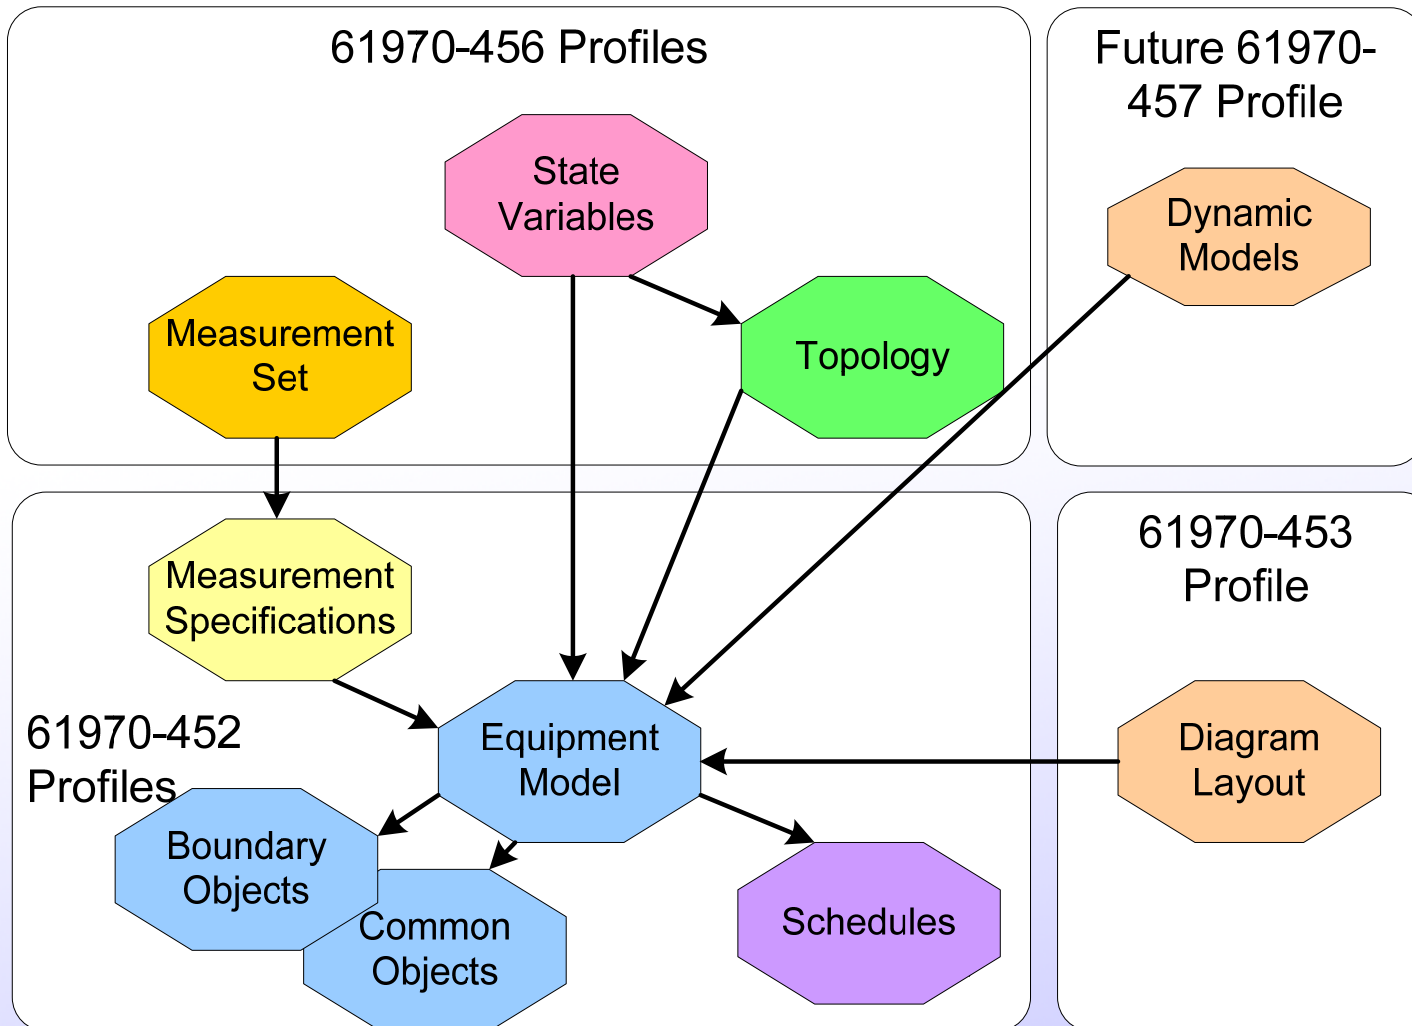 61970-456 Profiles
Future 61970-
457 Profile
State
Variables
Dynamic
Models
Measurement
Set
Topology
61970-453
Profile
Measurement
Specifications
61970-452
Profiles
Equipment
Model
Diagram
Layout
Boundary
Objects
Common
Objects
Schedules